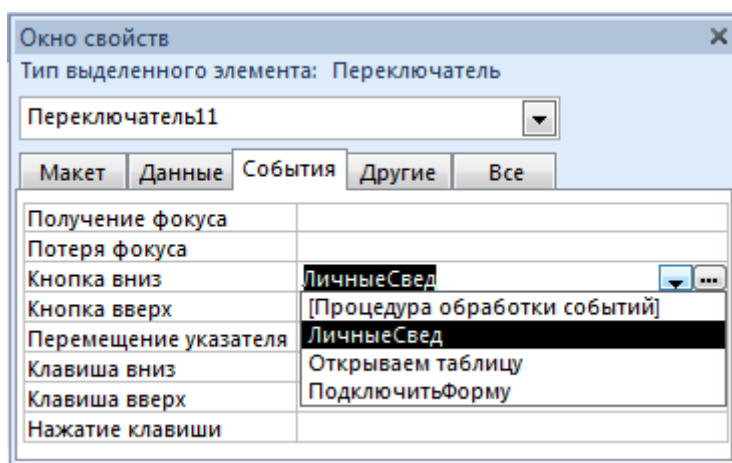 Окно свойств
Тип выделенного элемента: Переключатель
Переключатель11
Макет Данные События Другие Все
Получение фокуса
Потеря фокуса
Кнопка вниз ЛичныеСвед
Кнопка вверх [Процедура обработки событий]
Перемещение указателя ЛичныеСвед
Клавиша вниз Открываем таблицу
Клавиша вверх ПодключитьФорму
Нажатие клавиши